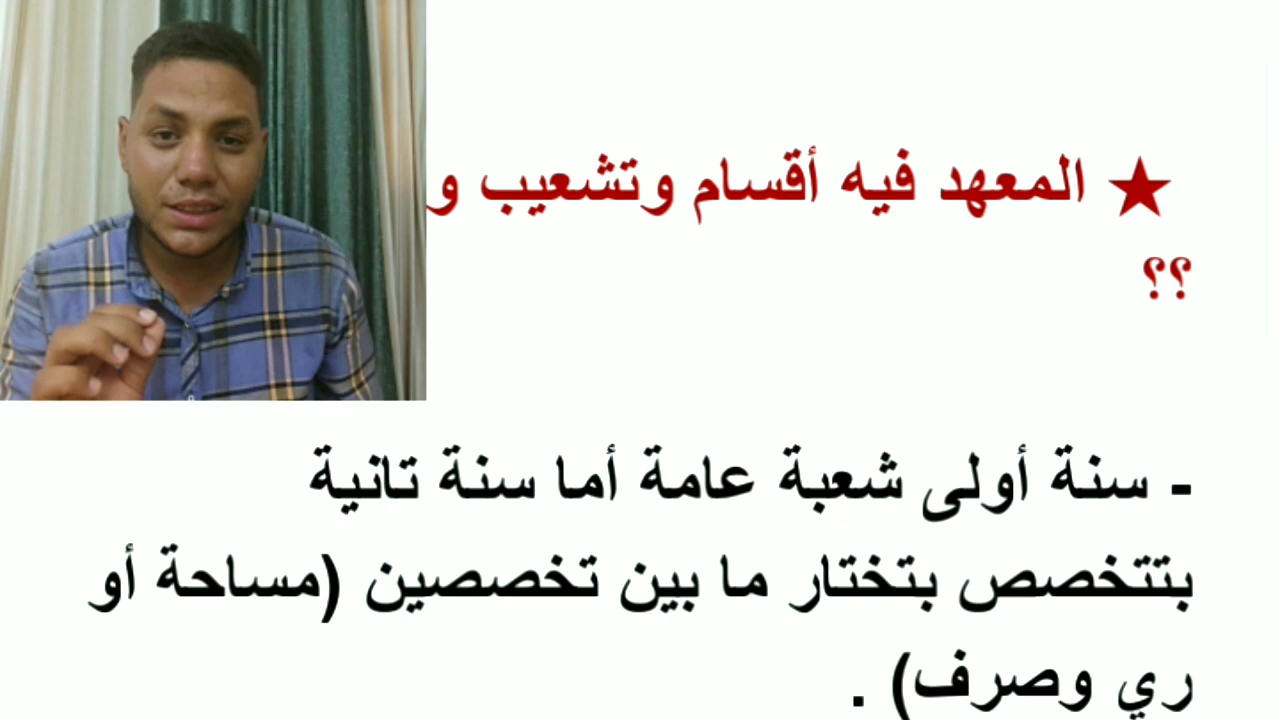 ★ المعهد فيه أقسام وتشعيب و
؟؟
- سنة أولى شعبة عامة أما سنة تانية
بتتخصص بتختار ما بين تخصصين (مساحة أو
ري وصرف) .